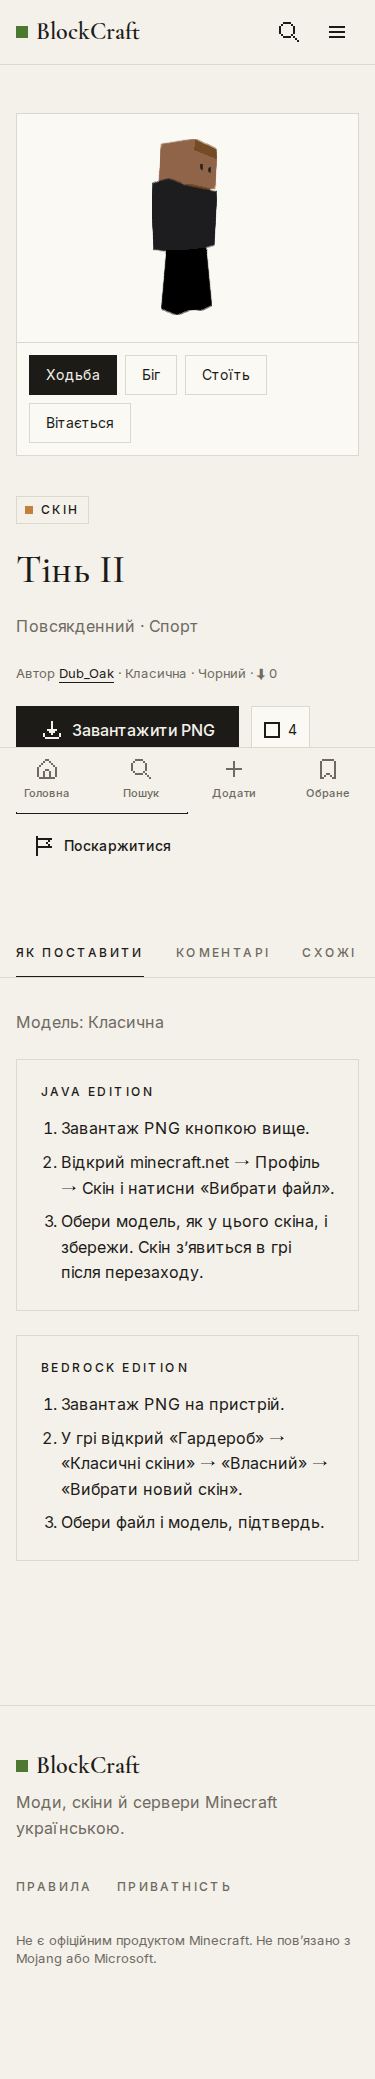 BlockCraft
Ходьба
Біг
Стоїть
Вітається
СКІН
Тінь II
Повсякденний · Спорт
Автор Dub_Oak · Класична · Чорний · ⬇ 0
Завантажити PNG
4
Головна
Пошук
Додати
Обране
Поскаржитися
ЯК ПОСТАВИТИ
КОМЕНТАРІ
СХОЖІ
Модель: Класична
JAVA EDITION
1. Завантаж PNG кнопкою вище.
2. Відкрий minecraft.net → Профіль
→ Скін і натисни «Вибрати файл».
3. Обери модель, як у цього скіна, і
збережи. Скін з’явиться в грі
після перезаходу.
BEDROCK EDITION
1. Завантаж PNG на пристрій.
2. У грі відкрий «Гардероб» →
«Класичні скіни» → «Власний» →
«Вибрати новий скін».
3. Обери файл і модель, підтвердь.
BlockCraft
Моди, скіни й сервери Minecraft
українською.
ПРАВИЛА
ПРИВАТНІСТЬ
Не є офіційним продуктом Minecraft. Не пов’язано з
Mojang або Microsoft.